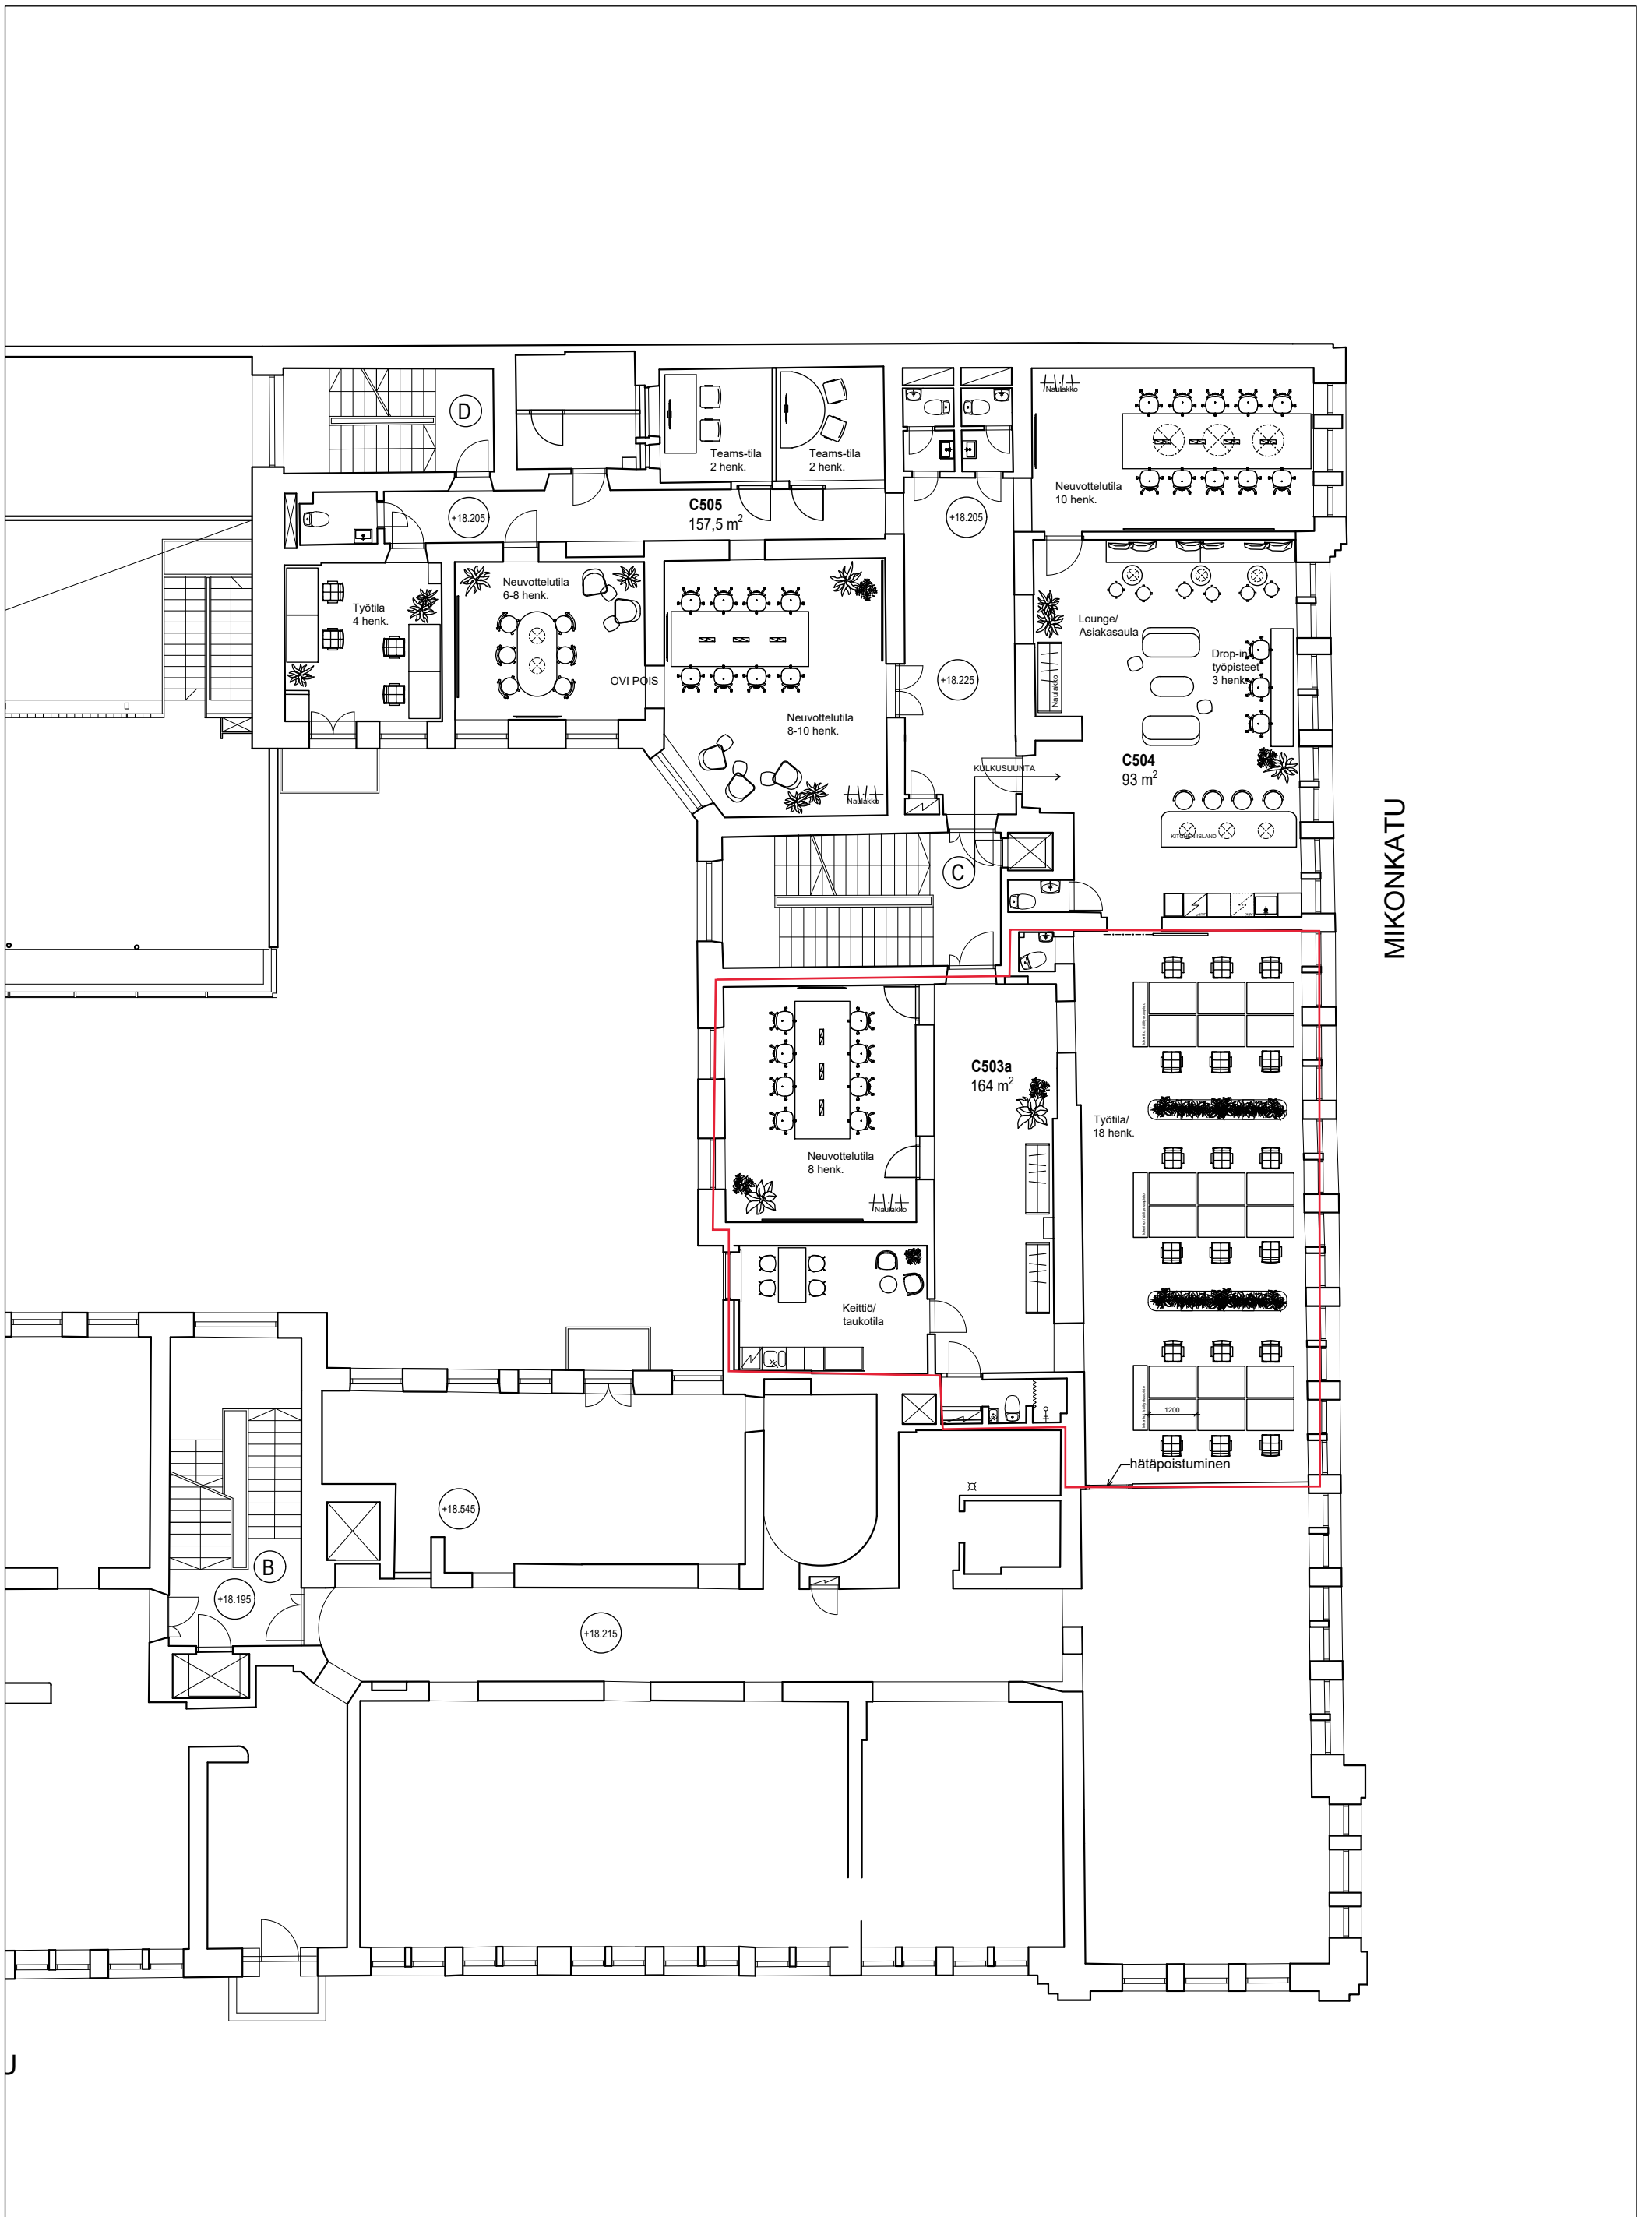 D
Naulakko
Teams-tila
2 henk.
Teams-tila
2 henk.
Neuvottelutila
10 henk.
C505
157,5 m²
+18.205
+18.205
Neuvottelutila
6-8 henk.
Työtila
4 henk.
Lounge/
Asiakasaula
Drop-in
työpisteet
3 henk.
Naulakko
OVI POIS
+18.225
Neuvottelutila
8-10 henk.
Naulakko
KULKUSUUNTA
C504
93 m²
MIKONKATU
KITCHEN ISLAND
C
C503a
164 m²
Työtila/
18 henk.
Neuvottelutila
8 henk.
Naulakko
Keittiö/
taukotila
1200
hätäpoistuminen
+18.545
B
+18.195
+18.215
U